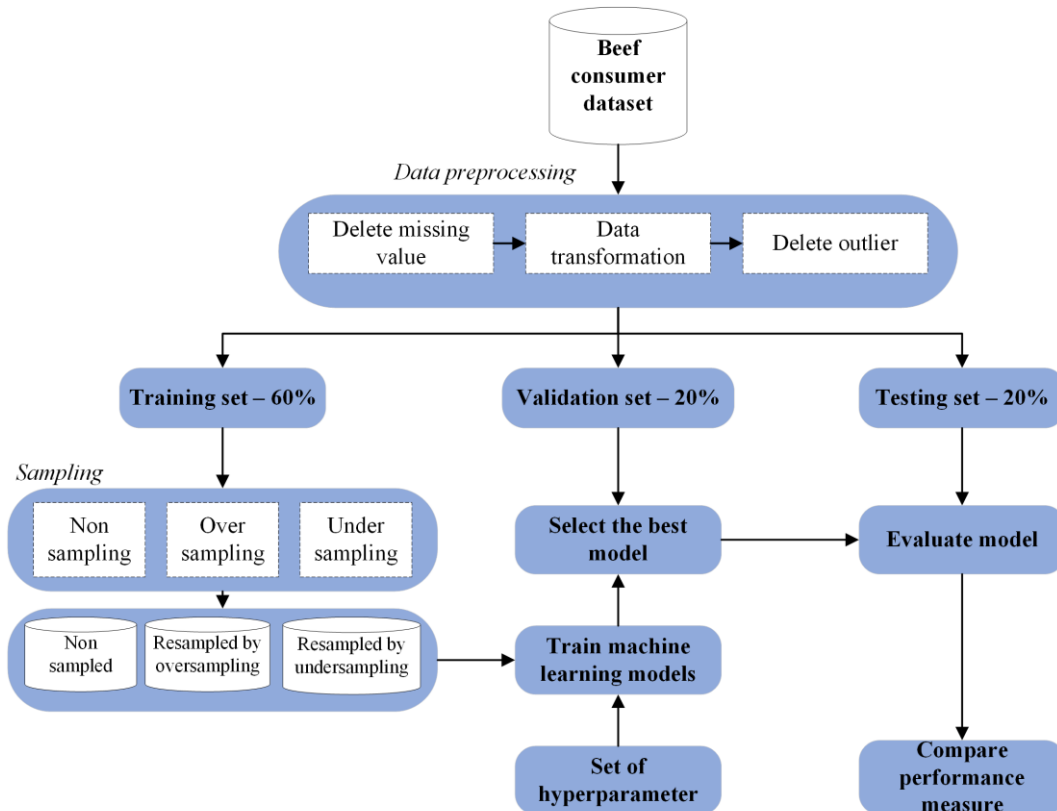 Beef
consumer
dataset
Data preprocessing
Delete missing
value
Data
transformation
Delete outlier
Training set – 60%
Validation set – 20%
Testing set – 20%
Sampling
Non
sampling
Over
sampling
Under
sampling
Select the best
model
Evaluate model
Non
sampled
Resampled by
oversampling
Resampled by
undersampling
Train machine
learning models
Set of
hyperparameter
Compare
performance
measure